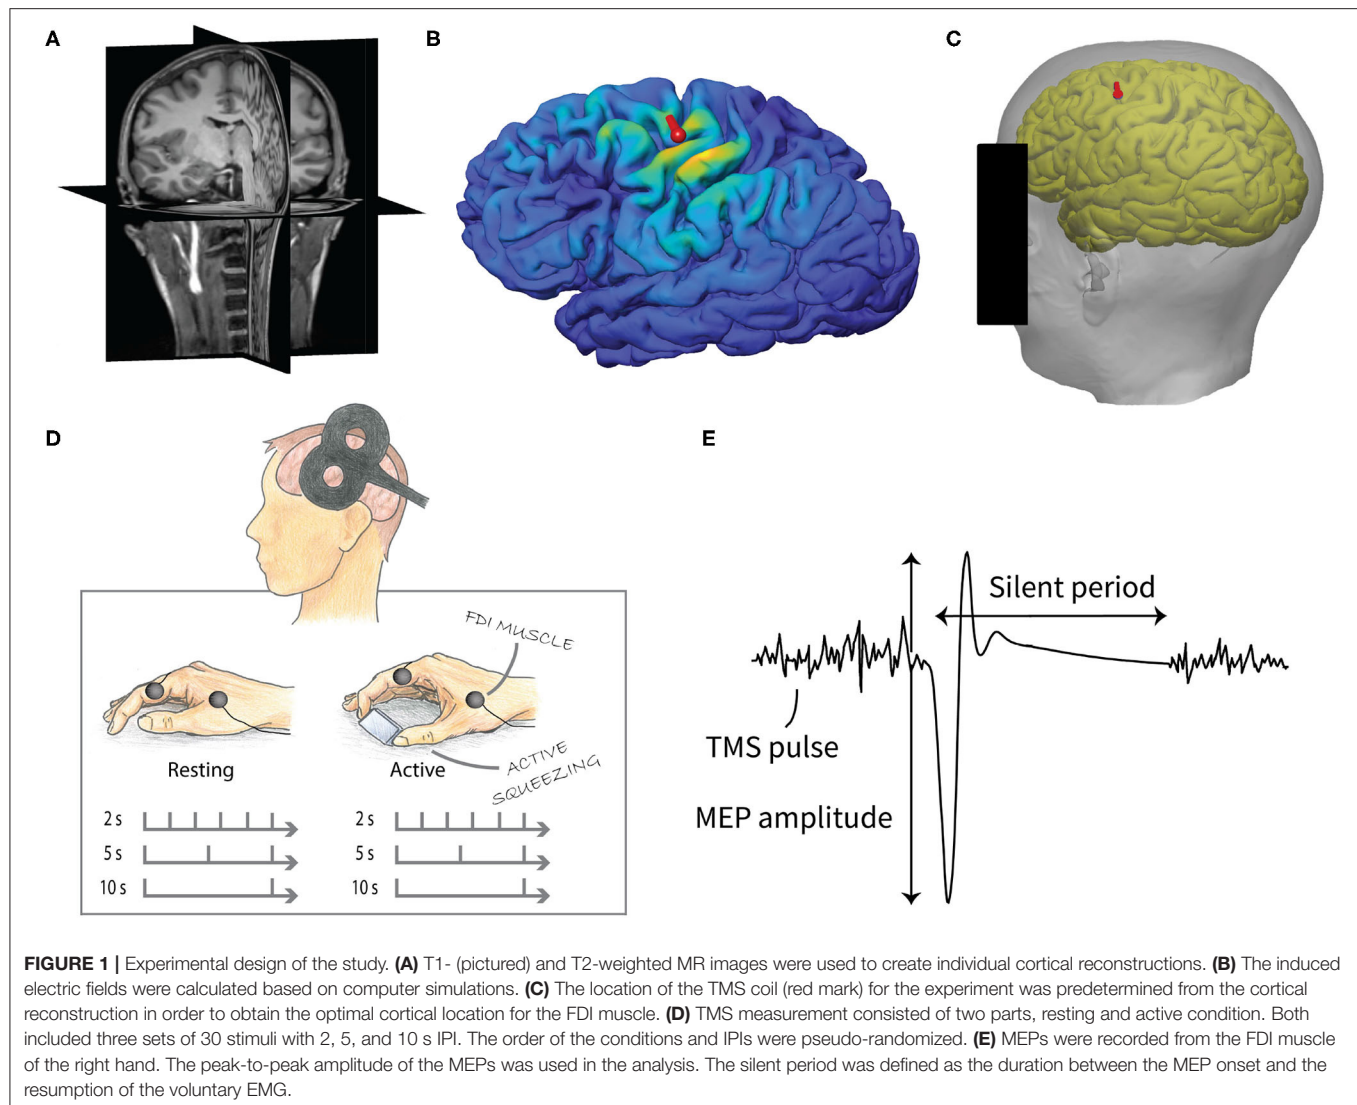 A
B
C
D
E
FDI MUSCLE
Resting
Active
ACTIVE
SQUEEZING
2 s
5 s
10 s
2 s
5 s
10 s
Silent period
TMS pulse
MEP amplitude
FIGURE 1 | Experimental design of the study. (A) T1- (pictured) and T2-weighted MR images were used to create individual cortical reconstructions. (B) The induced
electric fields were calculated based on computer simulations. (C) The location of the TMS coil (red mark) for the experiment was predetermined from the cortical
reconstruction in order to obtain the optimal cortical location for the FDI muscle. (D) TMS measurement consisted of two parts, resting and active condition. Both
included three sets of 30 stimuli with 2, 5, and 10 s IPI. The order of the conditions and IPIs were pseudo-randomized. (E) MEPs were recorded from the FDI muscle
of the right hand. The peak-to-peak amplitude of the MEPs was used in the analysis. The silent period was defined as the duration between the MEP onset and the
resumption of the voluntary EMG.